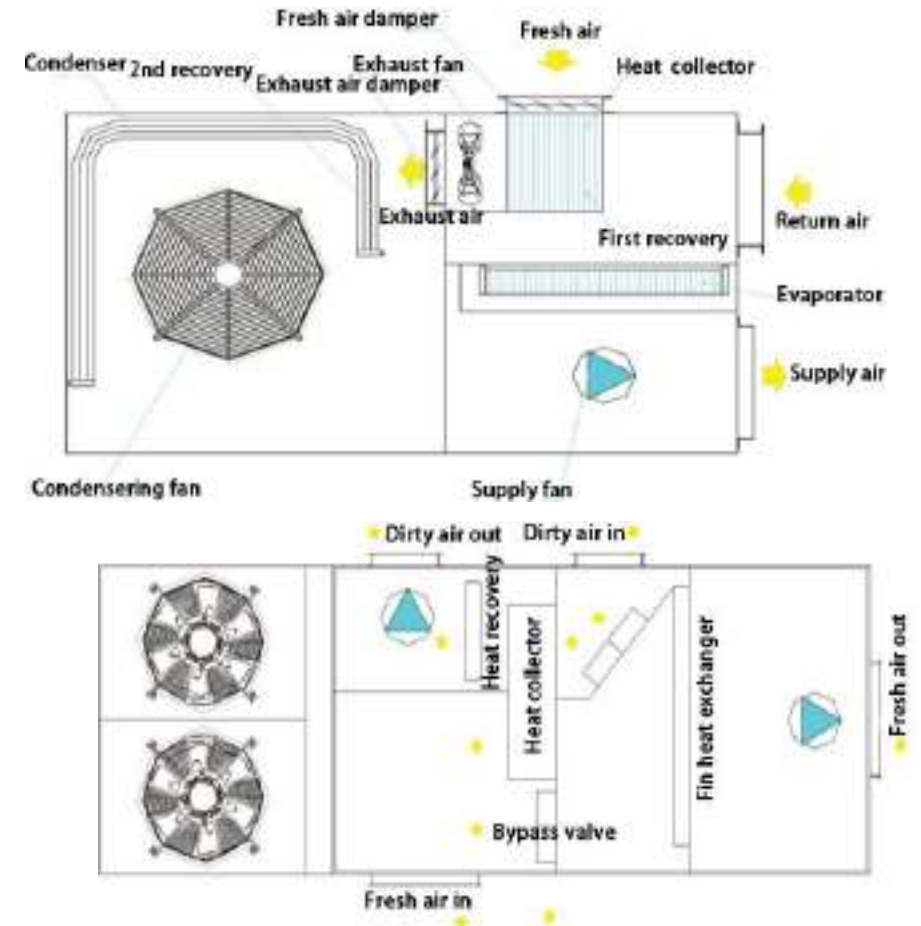 Fresh air damper
Fresh air
Condenser
2nd recovery
Exhaust fan
Exhaust air damper
Heat collector
Exhaust air
Return air
First recovery
Evaporator
Supply air
Condensering fan
Supply fan
Dirty air out
Dirty air in
Heat recovery
Heat collector
Fin heat exchanger
Fresh air out
Bypass valve
Fresh air in